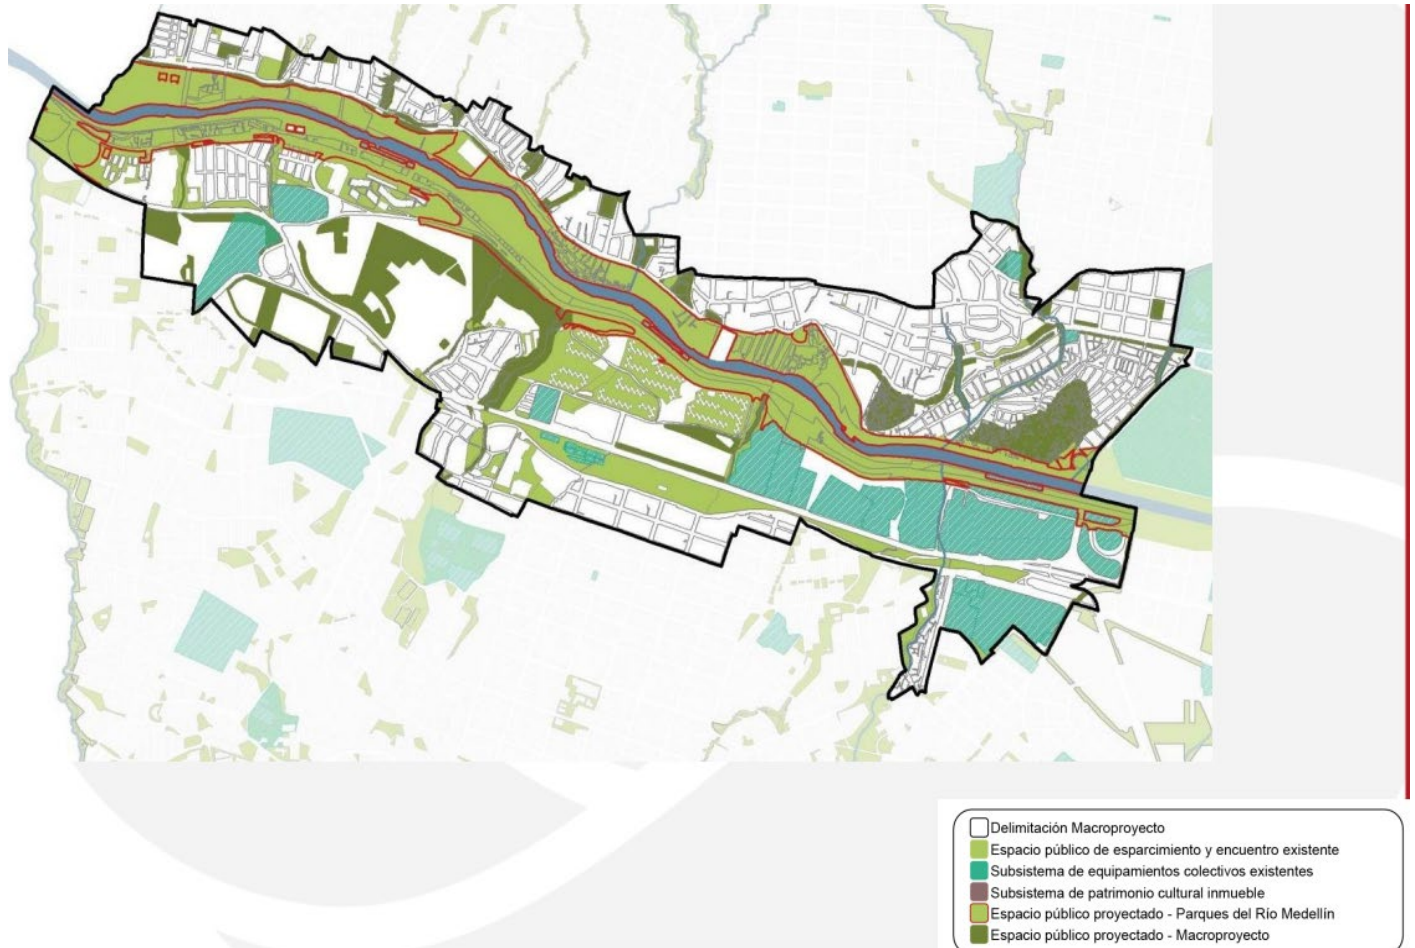 Delimitación Macroproyecto
Espacio público de esparcimiento y encuentro existente
Subsistema de equipamientos colectivos existentes
Subsistema de patrimonio cultural inmueble
Espacio público proyectado - Parques del Río Medellín
Espacio público proyectado - Macroproyecto